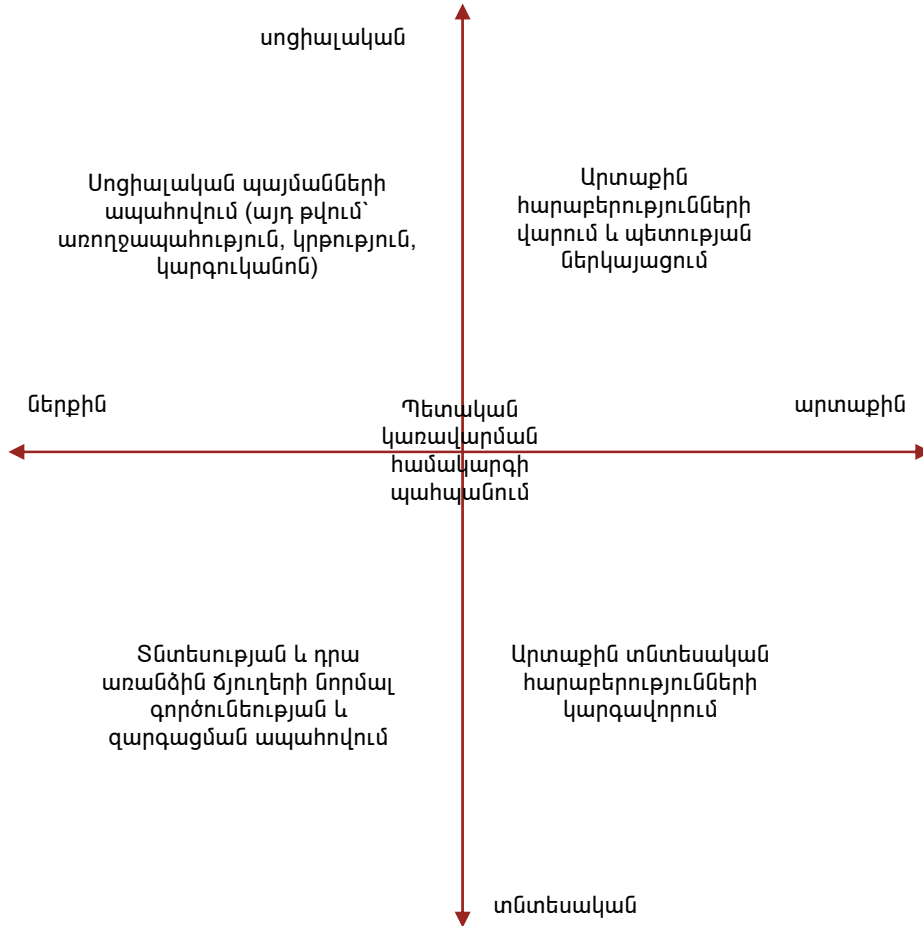 սոցիալական
Սոցիալական պայմանների
ապահովում (այդ թվում՝
առողջապահություն, կրթություն,
կարգուկանոն)
Արտաքին
հարաբերությունների
վարում և պետության
ներկայացում
ներքին
արտաքին
Պետական
կառավարման
համակարգի
պահպանում
Տնտեսության և դրա
առանձին ճյուղերի նորմալ
գործունեության և
զարգացման ապահովում
Արտաքին տնտեսական
հարաբերությունների
կարգավորում
տնտեսական